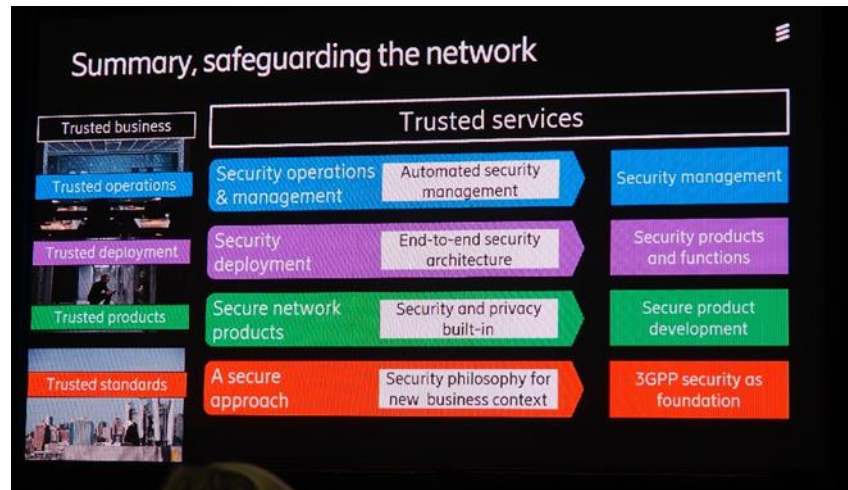 Summary, safeguarding the network
Trusted business
Trusted services
Trusted operations
Security operations
& management
Automated security
management
Security management
Trusted deployment
Security
deployment
End-to-end security
architecture
Security products
and functions
Trusted products
Secure network
products
Security and privacy
built-in
Secure product
development
Trusted standards
A secure
approach
Security philosophy for
new business context
3GPP security as
foundation